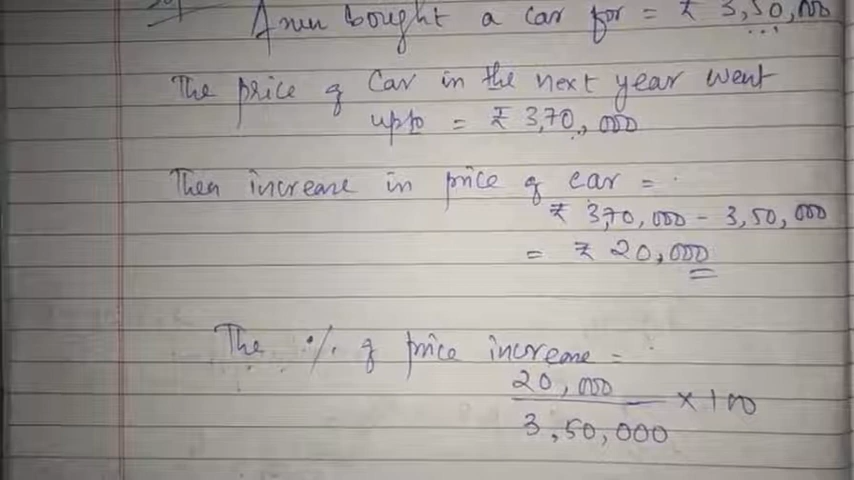 Arun bought a car for = ₹ 3,50,000
The price of Car in the next year went
upto = ₹ 3,70,000
Then increase in price of car =
₹ 3,70,000 - 3,50,000
= ₹ 20,000
The % of price increase =
20,000
× 100
3,50,000